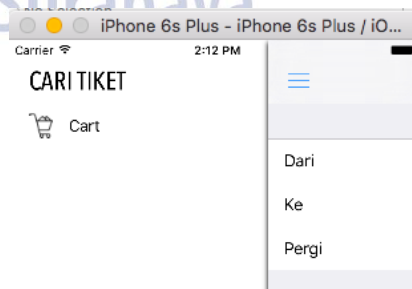 iPhone 6s Plus - iPhone 6s Plus / iO...
Carrier 2:12 PM
CARI TIKET
Cart
Dari
Ke
Pergi